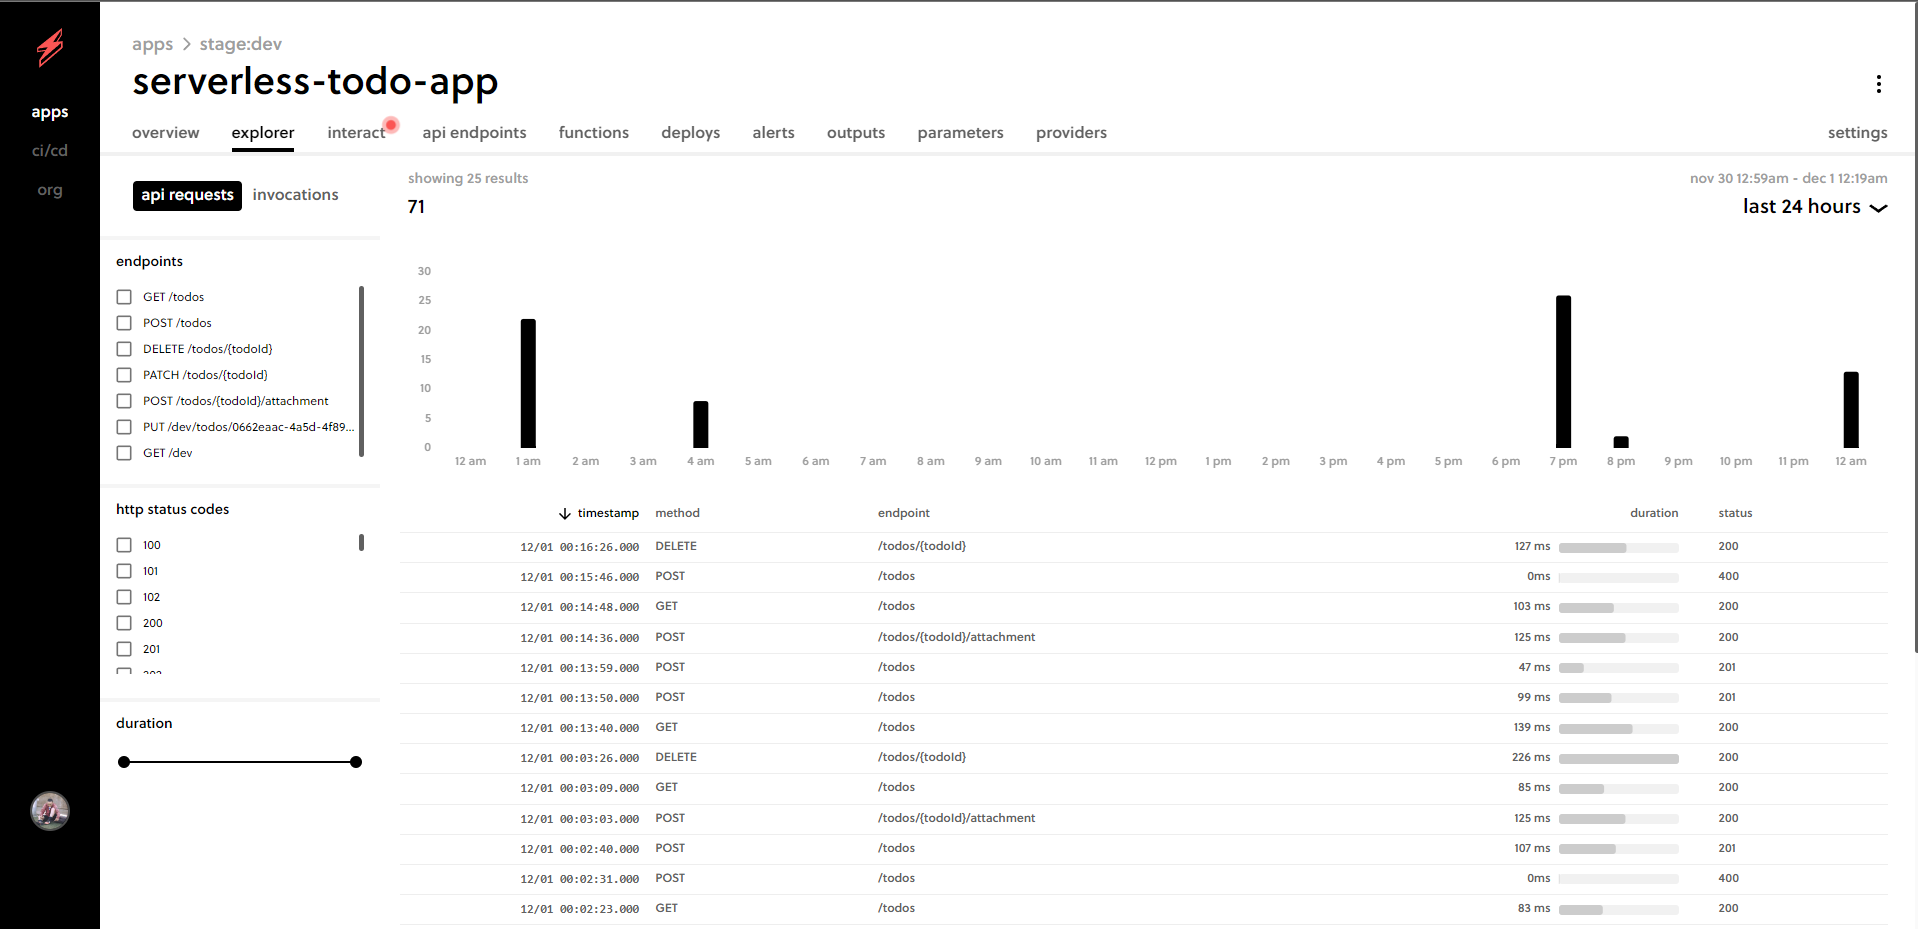 apps
ci/cd
org
apps > stage:dev
serverless-todo-app
overview explorer interact api endpoints functions deploys alerts outputs parameters providers settings
api requests invocations
endpoints
GET /todos
POST /todos
DELETE /todos/{todoId}
PATCH /todos/{todoId}
POST /todos/{todoId}/attachment
PUT /dev/todos/0662eaac-4a5d-4f89...
GET /dev
http status codes
100
101
102
200
201
duration
showing 25 results
71
nov 30 12:59am - dec 1 12:19am
last 24 hours
30
25
20
15
10
5
0
12 am 1 am 2 am 3 am 4 am 5 am 6 am 7 am 8 am 9 am 10 am 11 am 12 pm 1 pm 2 pm 3 pm 4 pm 5 pm 6 pm 7 pm 8 pm 9 pm 10 pm 11 pm 12 am
timestamp method endpoint duration status
12/01 00:16:26.000 DELETE /todos/{todoId} 127 ms 200
12/01 00:15:46.000 POST /todos 0ms 400
12/01 00:14:48.000 GET /todos 103 ms 200
12/01 00:14:36.000 POST /todos/{todoId}/attachment 125 ms 200
12/01 00:13:59.000 POST /todos 47 ms 201
12/01 00:13:50.000 POST /todos 99 ms 201
12/01 00:13:40.000 GET /todos 139 ms 200
12/01 00:03:26.000 DELETE /todos/{todoId} 226 ms 200
12/01 00:03:09.000 GET /todos 85 ms 200
12/01 00:03:03.000 POST /todos/{todoId}/attachment 125 ms 200
12/01 00:02:40.000 POST /todos 107 ms 201
12/01 00:02:31.000 POST /todos 0ms 400
12/01 00:02:23.000 GET /todos 83 ms 200